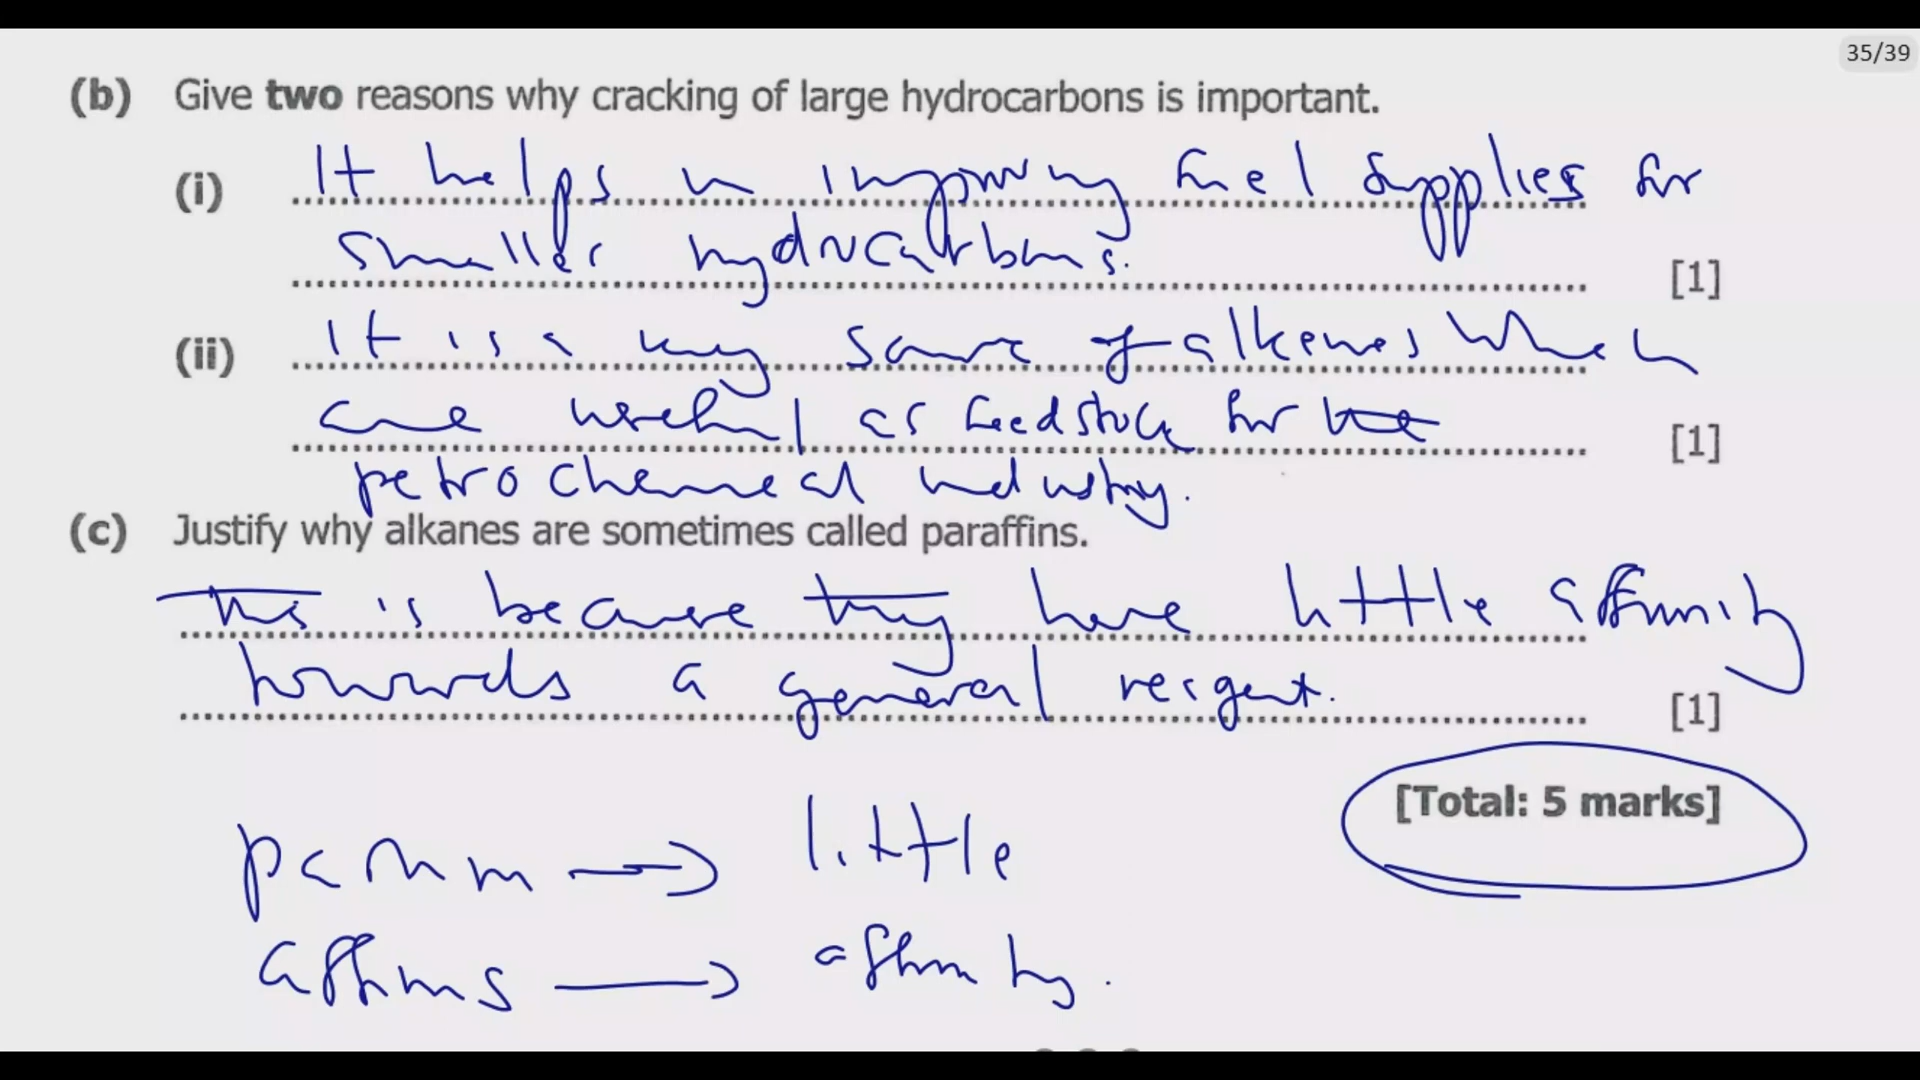 35/39
(b) Give two reasons why cracking of large hydrocarbons is important.
(i) It helps in improving fuel supplies for
smaller hydrocarbons.
[1]
(ii) It is a key source of alkenes which
are useful as feedstock for
[1]
petrochemical industry.
(c) Justify why alkanes are sometimes called paraffins.
This is because they have little affinity
towards a general reagent.
[1]
[Total: 5 marks]
parum → little
affinis → affinity.